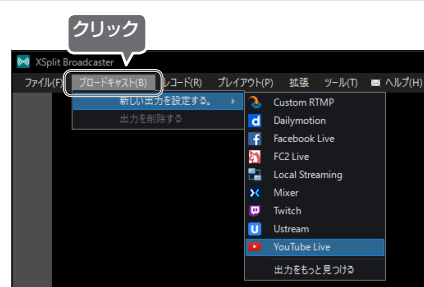 クリック
XSplit Broadcaster
ファイル(F) ブロードキャスト(B) レコード(R) プレイアウト(P) 拡張 ツール(T) ヘルプ(H)
新しい出力を設定する。
出力を削除する
Custom RTMP
Dailymotion
Facebook Live
FC2 Live
Local Streaming
Mixer
Twitch
Ustream
YouTube Live
出力をもっと見つける